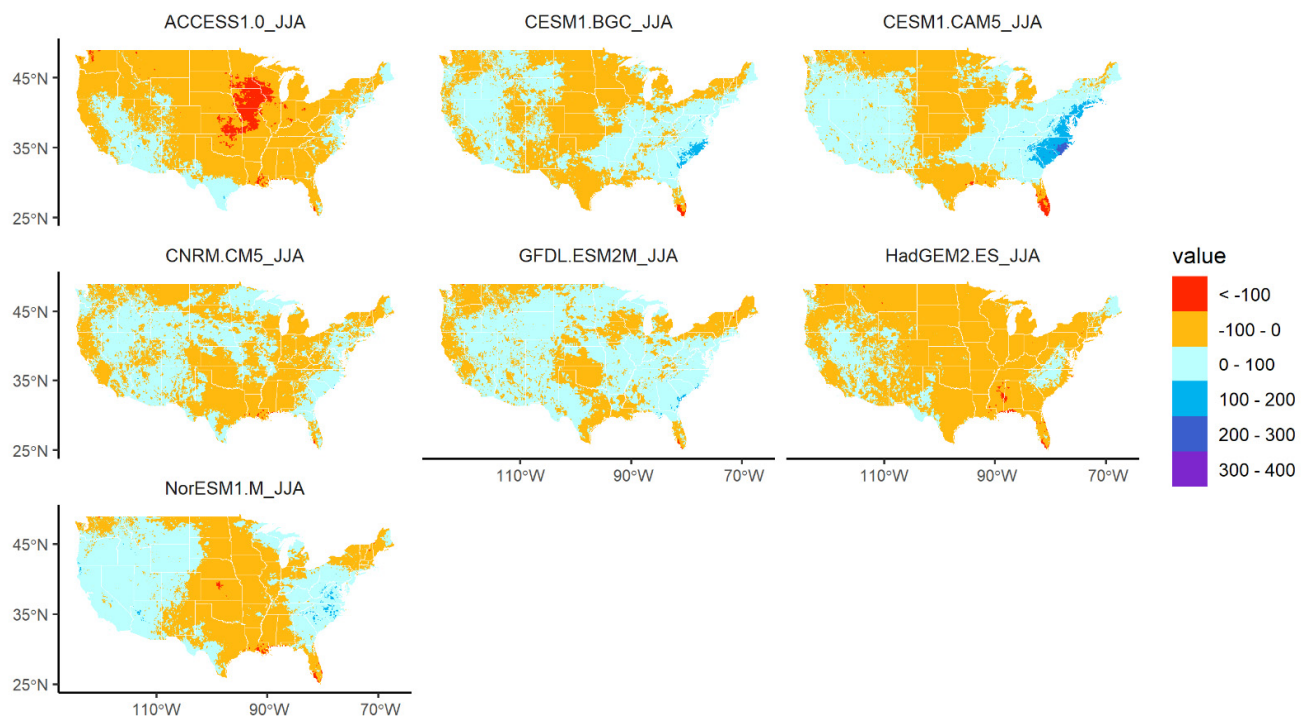 ACCESS1.0_JJA
CESM1.BGC_JJA
CESM1.CAM5_JJA
45°N
35°N
25°N
CNRM.CM5_JJA
GFDL.ESM2M_JJA
HadGEM2.ES_JJA
45°N
35°N
25°N
110°W
90°W
70°W
110°W
90°W
70°W
NorESM1.M_JJA
45°N
35°N
25°N
110°W
90°W
70°W
value
< -100
-100 - 0
0 - 100
100 - 200
200 - 300
300 - 400